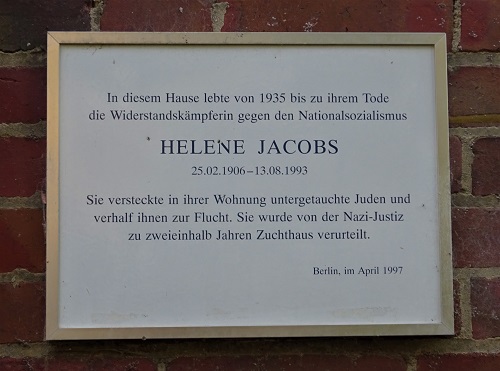 In diesem Hause lebte von 1935 bis zu ihrem Tode
die Widerstandskämpferin gegen den Nationalsozialismus
HELENE JACOBS
25.02.1906–13.08.1993
Sie versteckte in ihrer Wohnung untergetauchte Juden und
verhalf ihnen zur Flucht. Sie wurde von der Nazi-Justiz
zu zweieinhalb Jahren Zuchthaus verurteilt.
Berlin, im April 1997